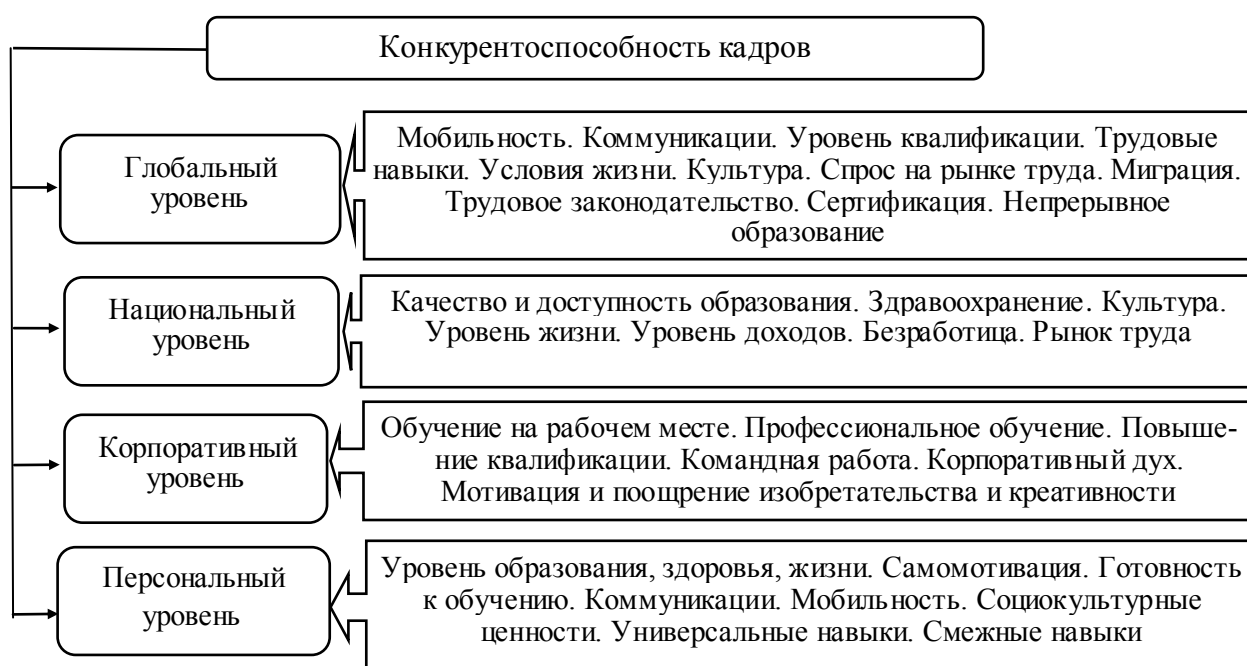 Конкурентоспособность кадров
Глобальный
уровень
Мобильность. Коммуникации. Уровень квалификации. Трудовые
навыки. Условия жизни. Культура. Спрос на рынке труда. Миграция.
Трудовое законодательство. Сертификация. Непрерывное
образование
Национальный
уровень
Качество и доступность образования. Здравоохранение. Культура.
Уровень жизни. Уровень доходов. Безработица. Рынок труда
Корпоративный
уровень
Обучение на рабочем месте. Профессиональное обучение. Повыше-
ние квалификации. Командная работа. Корпоративный дух.
Мотивация и поощрение изобретательства и креативности
Персональный
уровень
Уровень образования, здоровья, жизни. Самомотивация. Готовность
к обучению. Коммуникации. Мобильность. Социокультурные
ценности. Универсальные навыки. Смежные навыки